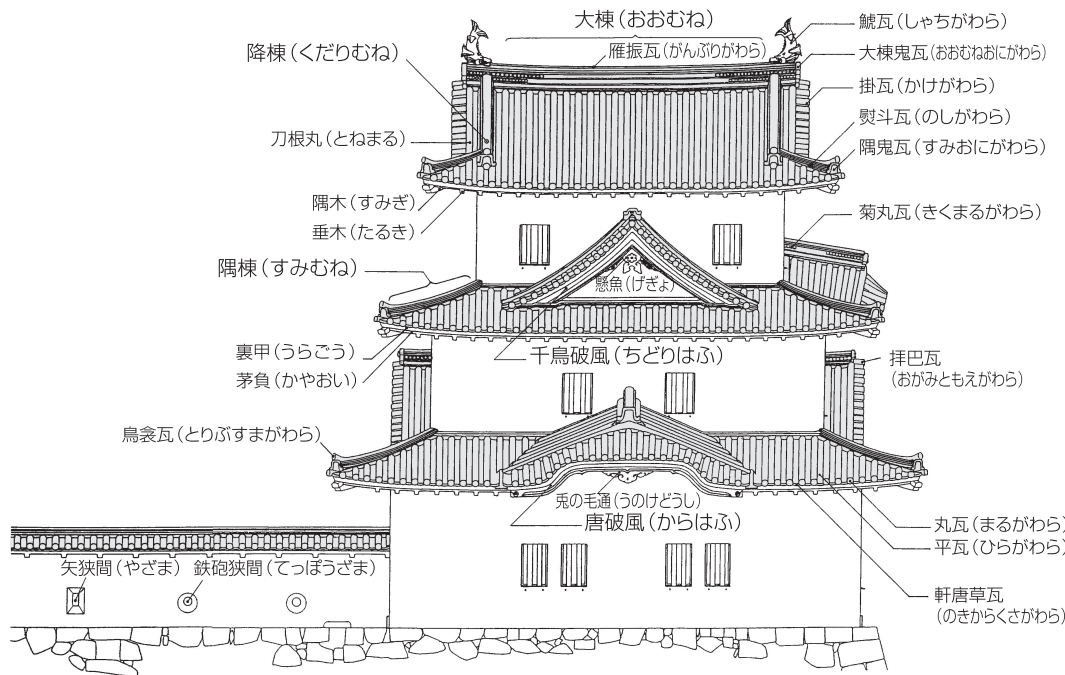 大棟（おおむね）
鯱瓦（しゃちがわら）
降棟（くだりむね）
雁振瓦（がんぶりがわら）
大棟鬼瓦（おおむねおにがわら）
掛瓦（かけがわら）
熨斗瓦（のしがわら）
刀根丸（とねまる）
隅鬼瓦（すみおにがわら）
隅木（すみぎ）
垂木（たるき）
菊丸瓦（きくまるがわら）
隅棟（すみむね）
懸魚（げぎょ）
裏甲（うらごう）
千鳥破風（ちどりはふ）
茅負（かやおい）
拝巴瓦
（おがみともえがわら）
鳥衾瓦（とりぶすまがわら）
兎の毛通（うのけどうし）
唐破風（からはふ）
丸瓦（まるがわら）
平瓦（ひらがわら）
矢狭間（やざま）
鉄砲狭間（てっぽうざま）
軒唐草瓦
（のきからくさがわら）